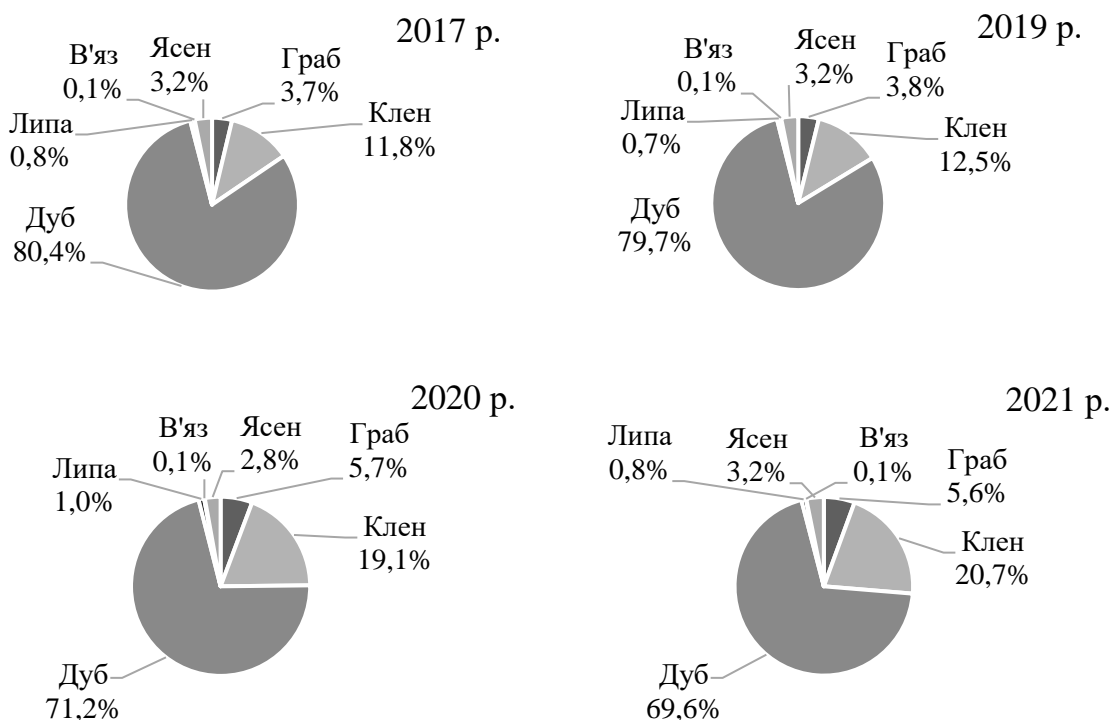 2017 р.
В'яз
0,1%
Ясен
3,2%
Граб
3,7%
Клен
11,8%
Липа
0,8%
Дуб
80,4%
2019 р.
В'яз
0,1%
Ясен
3,2%
Граб
3,8%
Клен
12,5%
Липа
0,7%
Дуб
79,7%
2020 р.
В'яз
0,1%
Ясен
2,8%
Граб
5,7%
Липа
1,0%
Клен
19,1%
Дуб
71,2%
2021 р.
Липа
0,8%
Ясен
3,2%
В'яз
0,1%
Граб
5,6%
Клен
20,7%
Дуб
69,6%